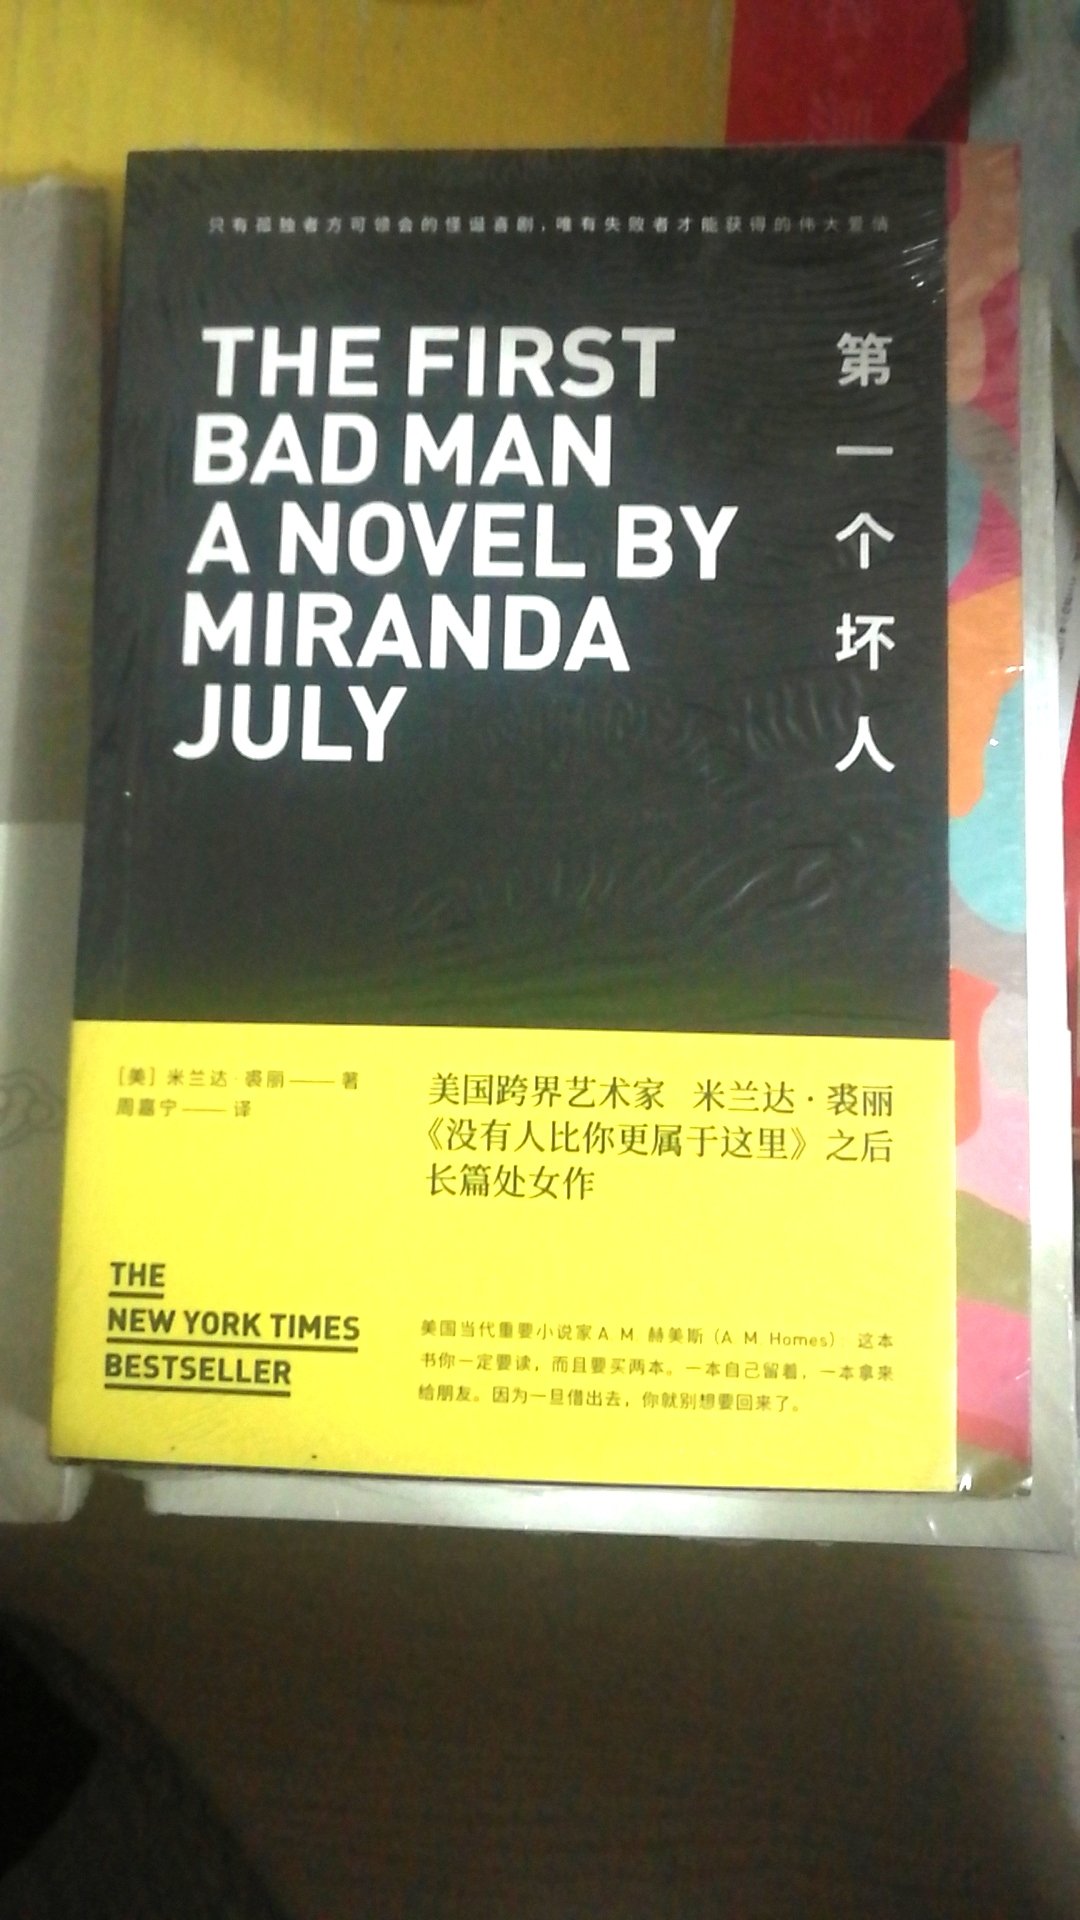 只有孤独者方可领会的怪诞喜剧，唯有失败者才能获得的伟大爱情
THE FIRST
BAD MAN
A NOVEL BY
MIRANDA
JULY
第一个坏人
[美] 米兰达·裘丽——著
周嘉宁——译
美国跨界艺术家 米兰达·裘丽
《没有人比你更属于这里》之后
长篇处女作
THE
NEW YORK TIMES
BESTSELLER
美国当代重要小说家A. M. 赫美斯（A. M. Homes）：这本
书你一定要读，而且要买两本。一本自己留着，一本拿来
给朋友。因为一旦借出去，你就别想要回来了。